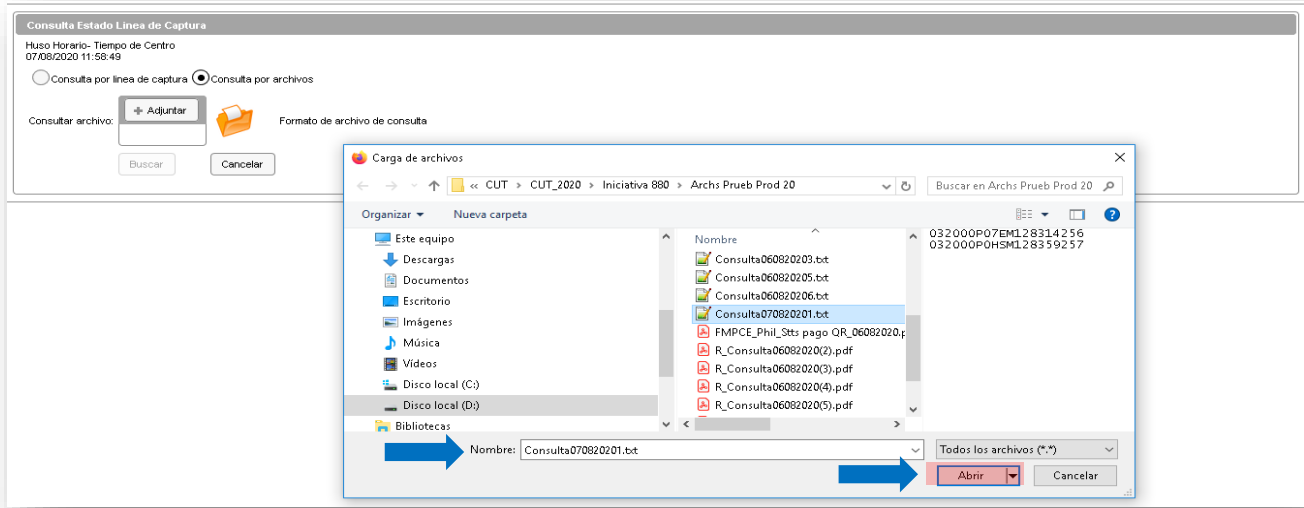 Consulta Estado Linea de Captura
Huso Horario- Tiempo de Centro
07/08/2020 11:58:49
Consulta por linea de captura Consulta por archivos
Consultar archivo: + Adjuntar Formato de archivo de consulta
Buscar Cancelar
Carga de archivos
« CUT > CUT_2020 > Iniciativa 880 > Archs Prueb Prod 20 Buscar en Archs Prueb Prod 20
Organizar Nueva carpeta
Este equipo
Descargas
Documentos
Escritorio
Imágenes
Música
Vídeos
Disco local (C:)
Disco local (D:)
Bibliotecas
Nombre
Consulta060820203.txt
Consulta060820205.txt
Consulta060820206.txt
Consulta070820201.txt
FMPCE_Phil_Stts pago QR_06082020.p
R_Consulta06082020(2).pdf
R_Consulta06082020(3).pdf
R_Consulta06082020(4).pdf
R_Consulta06082020(5).pdf
032000P07EM128314256
032000P0HSM128359257
Nombre: Consulta070820201.txt Todos los archivos (*.*)
Abrir Cancelar